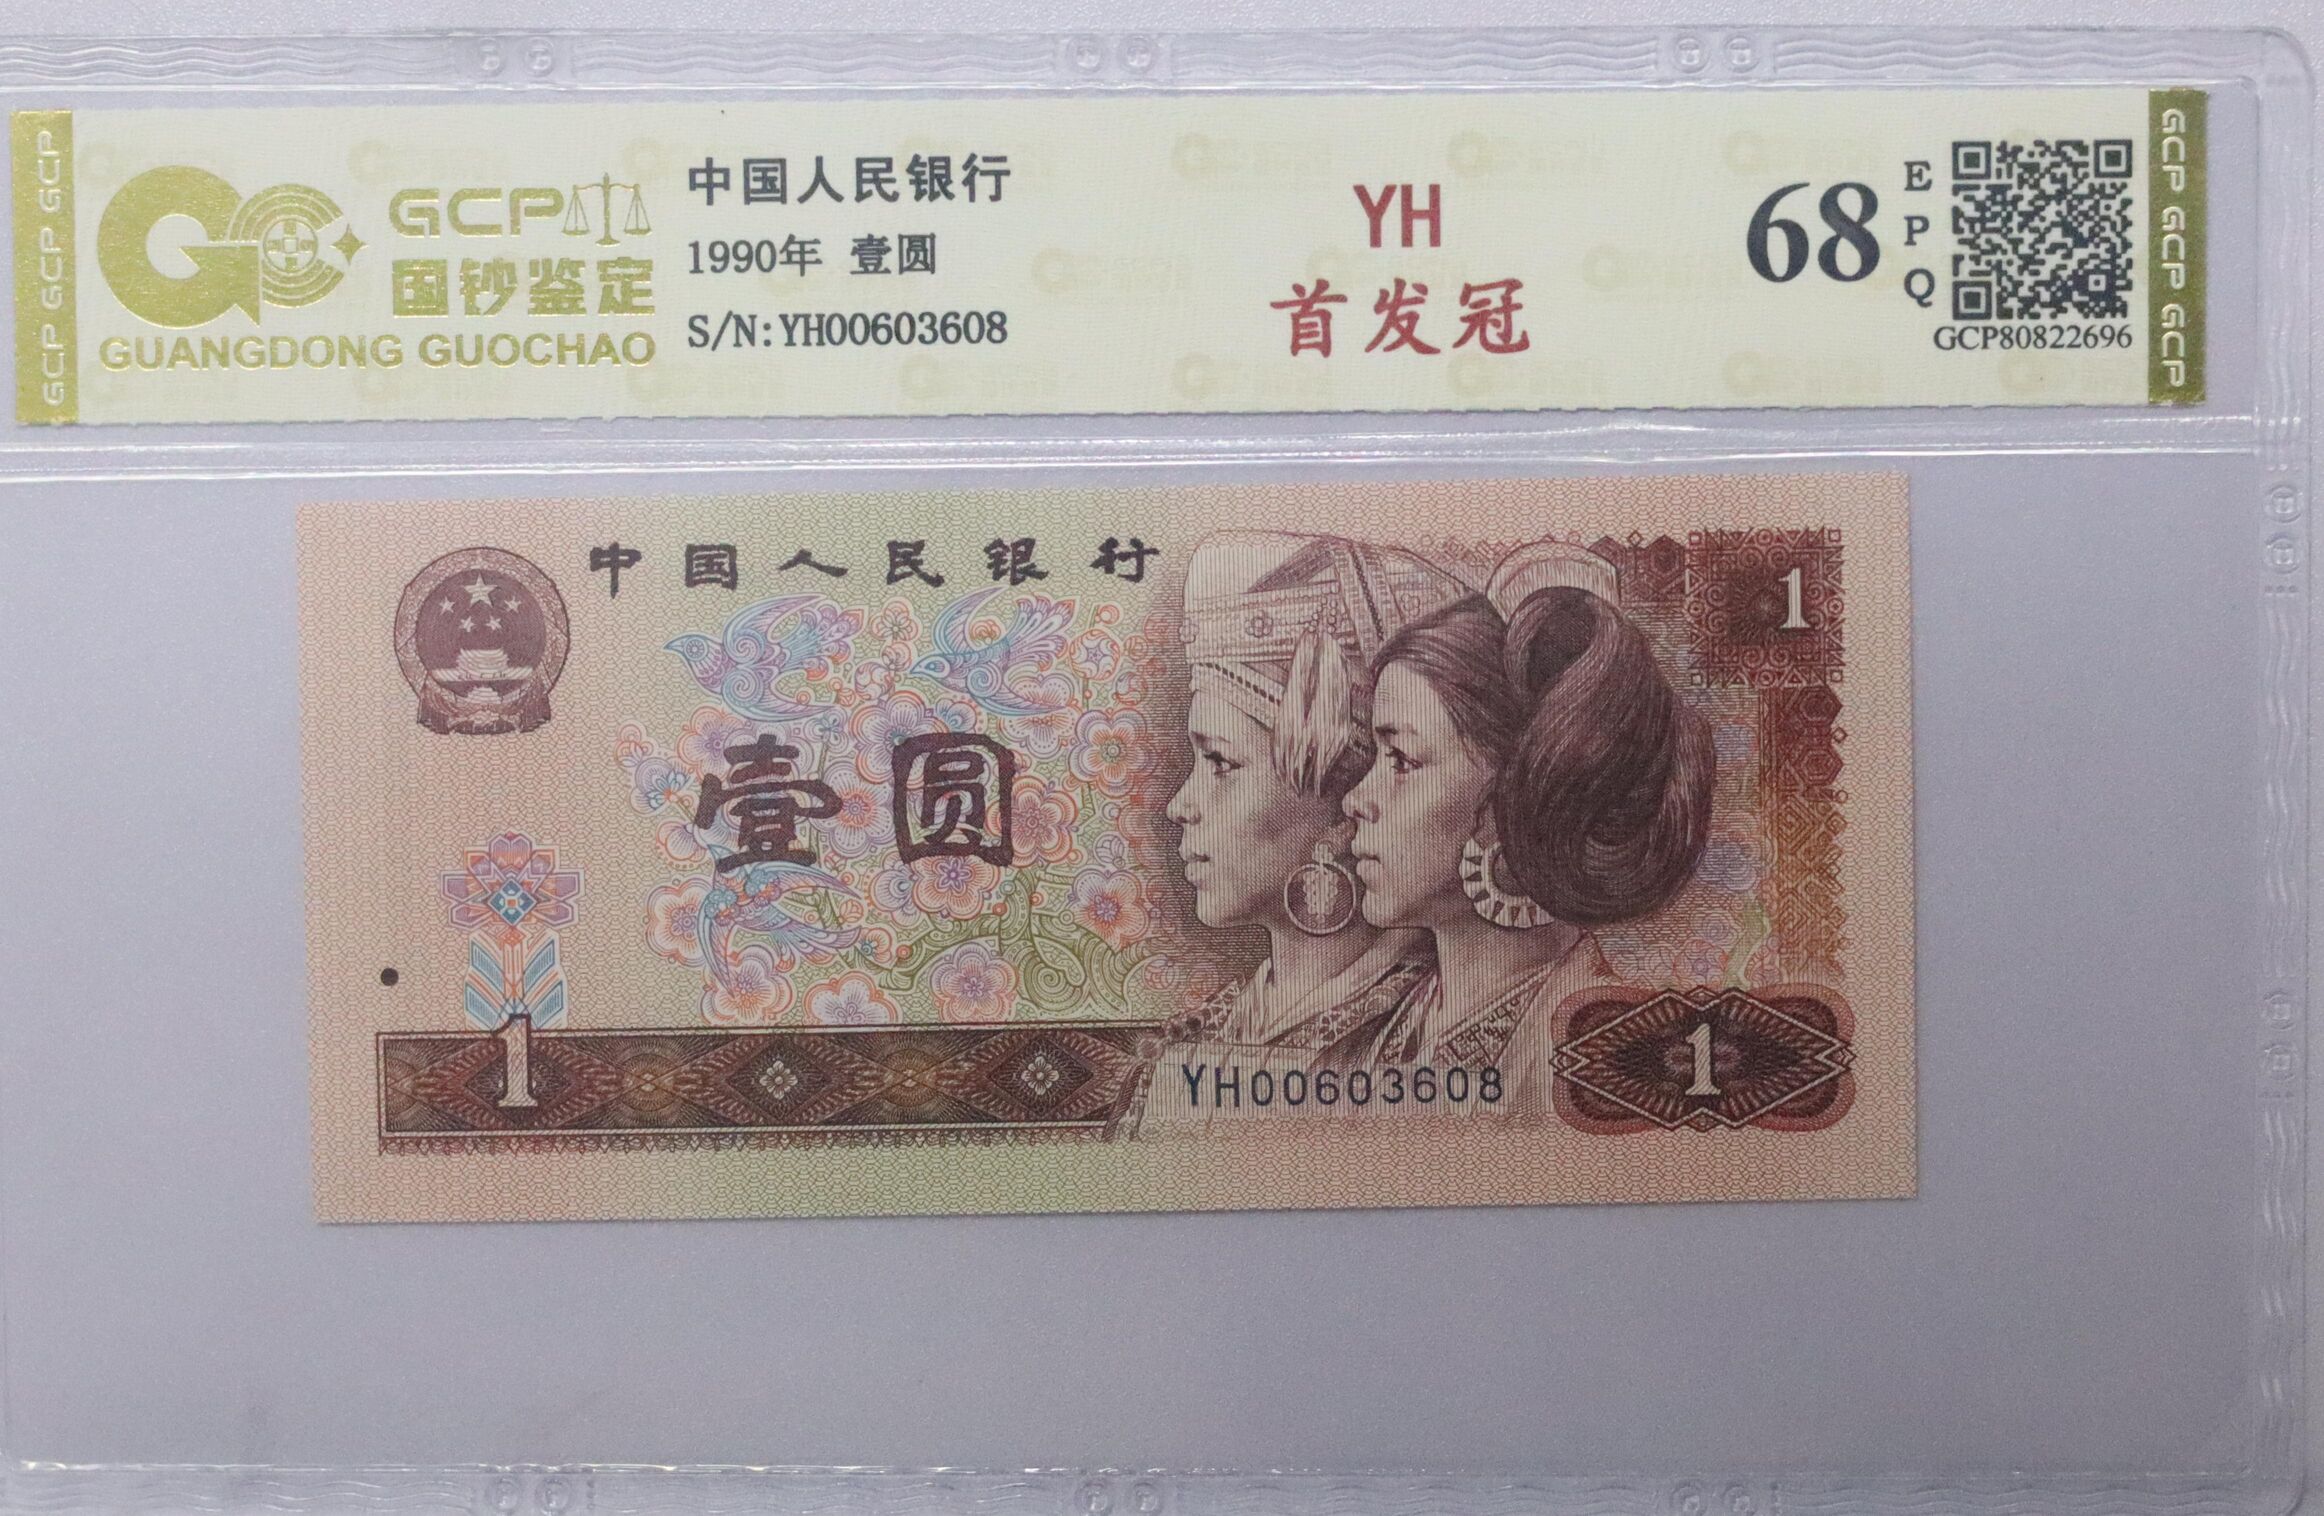 GCP GCP GCP
GCP
国钞鉴定
GUANGDONG GUOCHAO
中国人民银行
1990年 壹圆
S/N:YH00603608
YH
首发冠
68
EPQ
GCP80822696
GCP GCP GCP
中国人民银行
1
壹圆
1
YH00603608
1